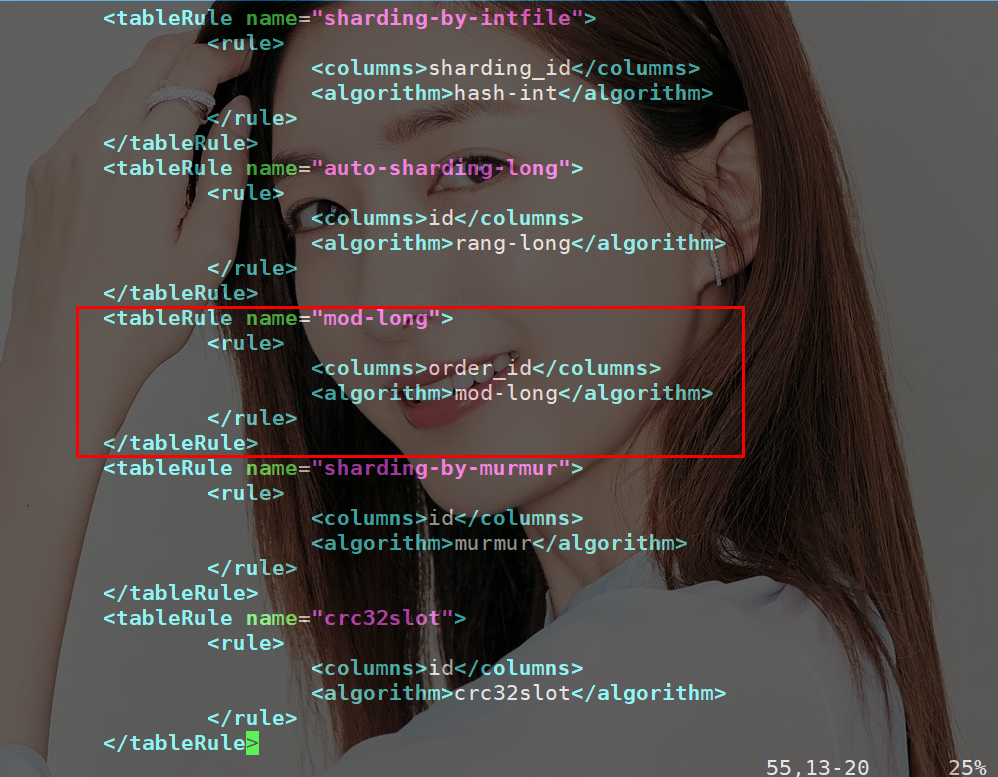 <tableRule name="sharding-by-intfile">
<rule>
<columns>sharding_id</columns>
<algorithm>hash-int</algorithm>
</rule>
</tableRule>
<tableRule name="auto-sharding-long">
<rule>
<columns>id</columns>
<algorithm>rang-long</algorithm>
</rule>
</tableRule>
<tableRule name="mod-long">
<rule>
<columns>order_id</columns>
<algorithm>mod-long</algorithm>
</rule>
</tableRule>
<tableRule name="sharding-by-murmur">
<rule>
<columns>id</columns>
<algorithm>murmur</algorithm>
</rule>
</tableRule>
<tableRule name="crc32slot">
<rule>
<columns>id</columns>
<algorithm>crc32slot</algorithm>
</rule>
</tableRule>
55,13-20 25%